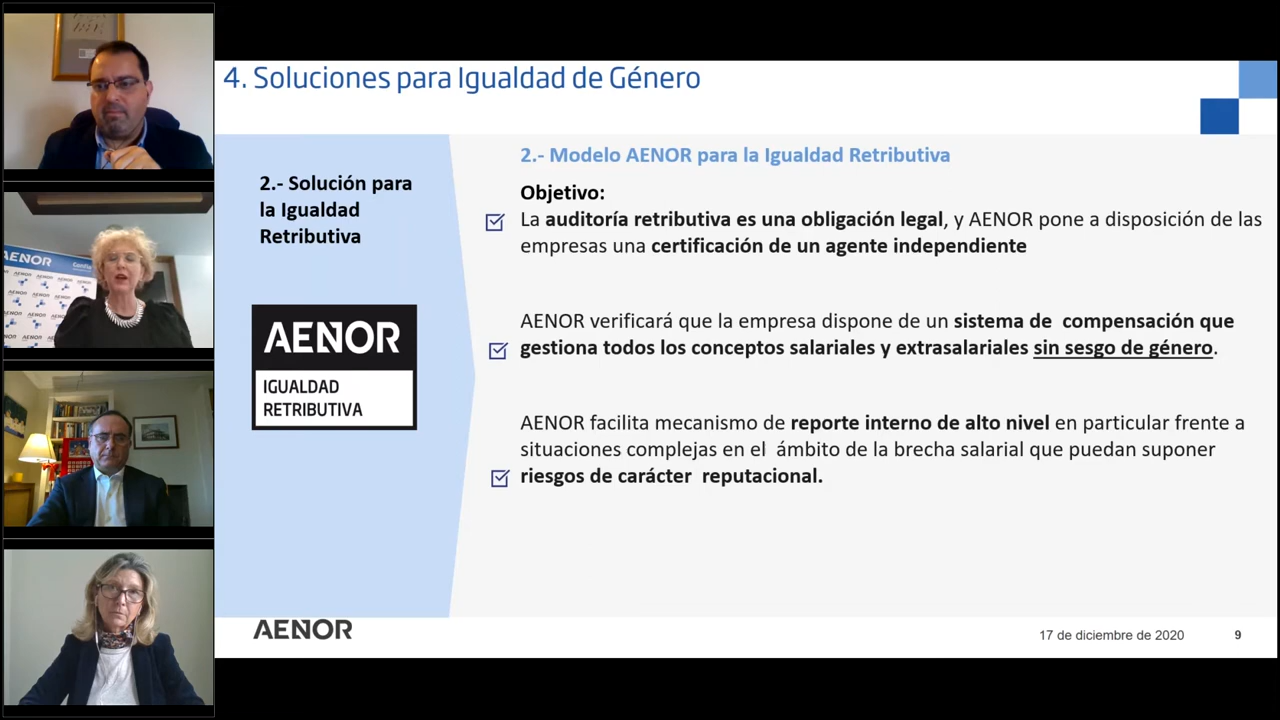 4. Soluciones para Igualdad de Género
2.- Solución para
la Igualdad
Retributiva
AENOR
IGUALDAD
RETRIBUTIVA
2.- Modelo AENOR para la Igualdad Retributiva
Objetivo:
La auditoría retributiva es una obligación legal, y AENOR pone a disposición de las
empresas una certificación de un agente independiente
AENOR verificará que la empresa dispone de un sistema de compensación que
gestiona todos los conceptos salariales y extrasalariales sin sesgo de género.
AENOR facilita mecanismo de reporte interno de alto nivel en particular frente a
situaciones complejas en el ámbito de la brecha salarial que puedan suponer
riesgos de carácter reputacional.
AENOR
17 de diciembre de 2020
9
AENOR